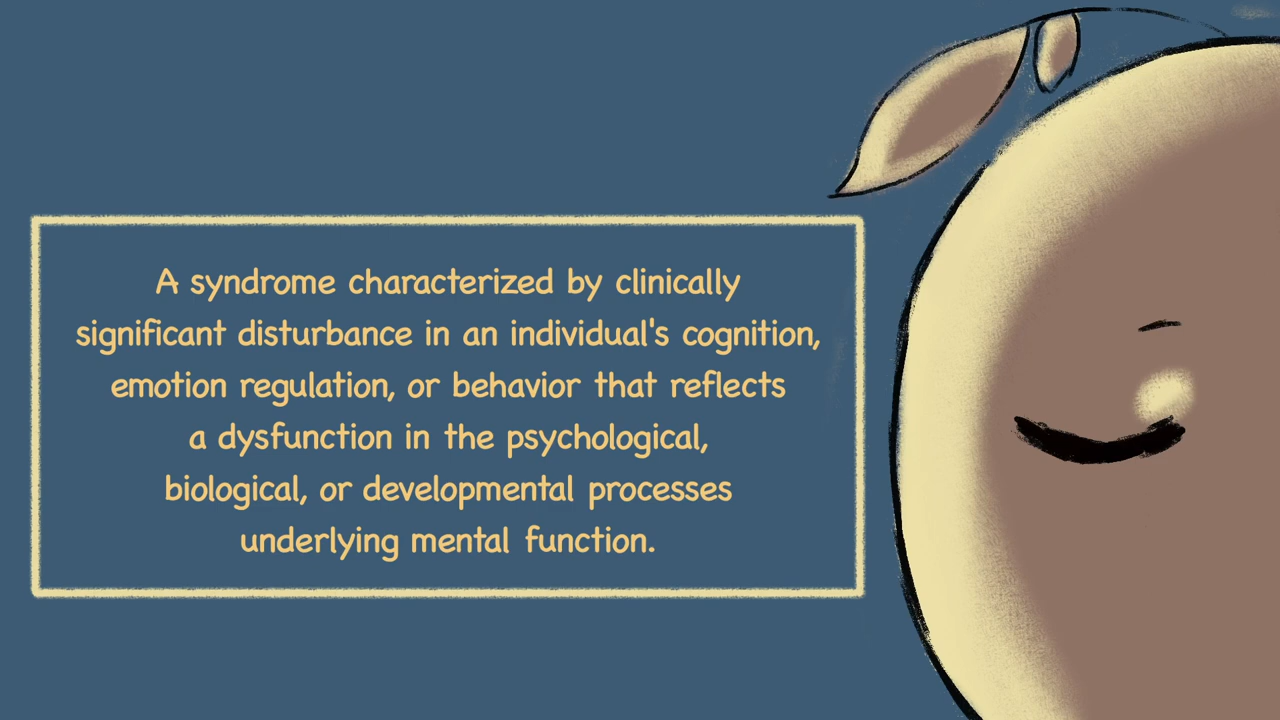 A syndrome characterized by clinically
significant disturbance in an individual's cognition,
emotion regulation, or behavior that reflects
a dysfunction in the psychological,
biological, or developmental processes
underlying mental function.